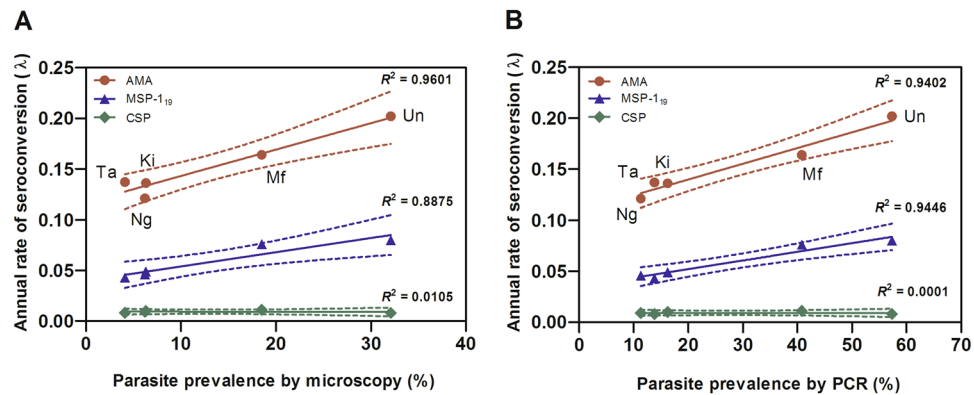 A
AMA
MSP-1₁₉
CSP
R² = 0.9601
R² = 0.8875
R² = 0.0105
Ta
Ki
Ng
Mf
Un
0.25
0.20
0.15
0.10
0.05
0.00
0
10
20
30
40
Annual rate of seroconversion (λ)
Parasite prevalence by microscopy (%)
B
AMA
MSP-1₁₉
CSP
R² = 0.9402
R² = 0.9446
R² = 0.0001
Ta
Ki
Ng
Mf
Un
0.25
0.20
0.15
0.10
0.05
0.00
0
10
20
30
40
50
60
70
Annual rate of seroconversion (λ)
Parasite prevalence by PCR (%)